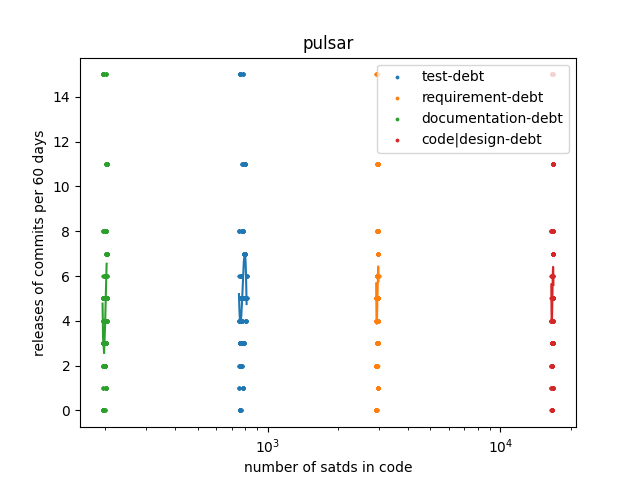 pulsar
test-debt
requirement-debt
documentation-debt
code|design-debt
releases of commits per 60 days
14
12
10
8
6
4
2
0
10³
10⁴
number of satds in code